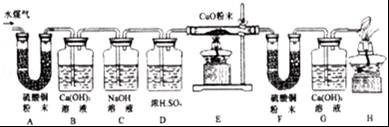 水煤气
CuO粉末
硫酸铜 Ca(OH)₂ NaOH 浓H₂SO₄ 硫酸铜 Ca(OH)₂
粉 末 溶 液 溶 液 粉 末 溶 液
A B C D E F G H